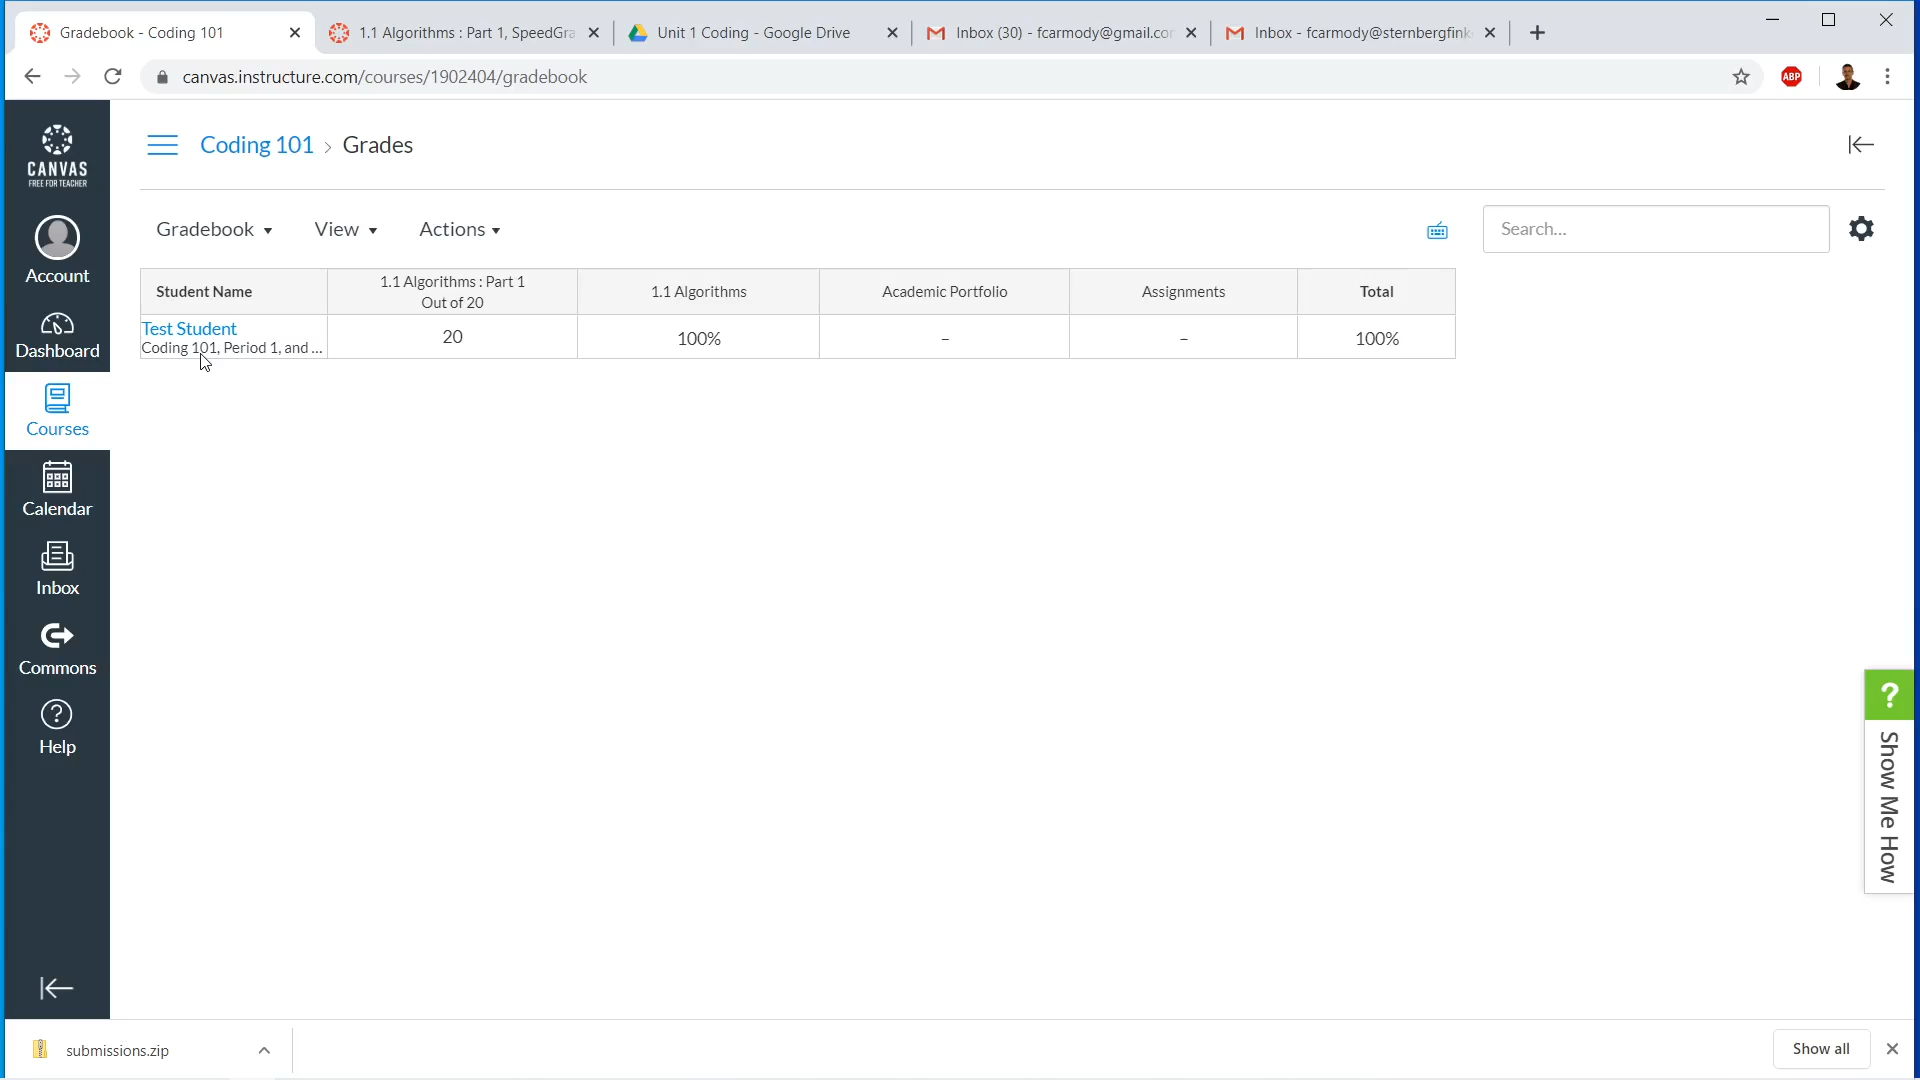 Gradebook - Coding 101
1.1 Algorithms : Part 1, SpeedGra
Unit 1 Coding - Google Drive
Inbox (30) - fcarmody@gmail.co
Inbox - fcarmody@sternbergfink
canvas.instructure.com/courses/1902404/gradebook
ABP
CANVAS
FREE FOR TEACHER
Account
Dashboard
Courses
Calendar
Inbox
Commons
Help
Coding 101 › Grades
Gradebook
View
Actions
Search...
Student Name
1.1 Algorithms : Part 1
Out of 20
1.1 Algorithms
Academic Portfolio
Assignments
Total
Test Student
Coding 101, Period 1, and ...
20
100%
–
–
100%
?
Show Me How
submissions.zip
Show all